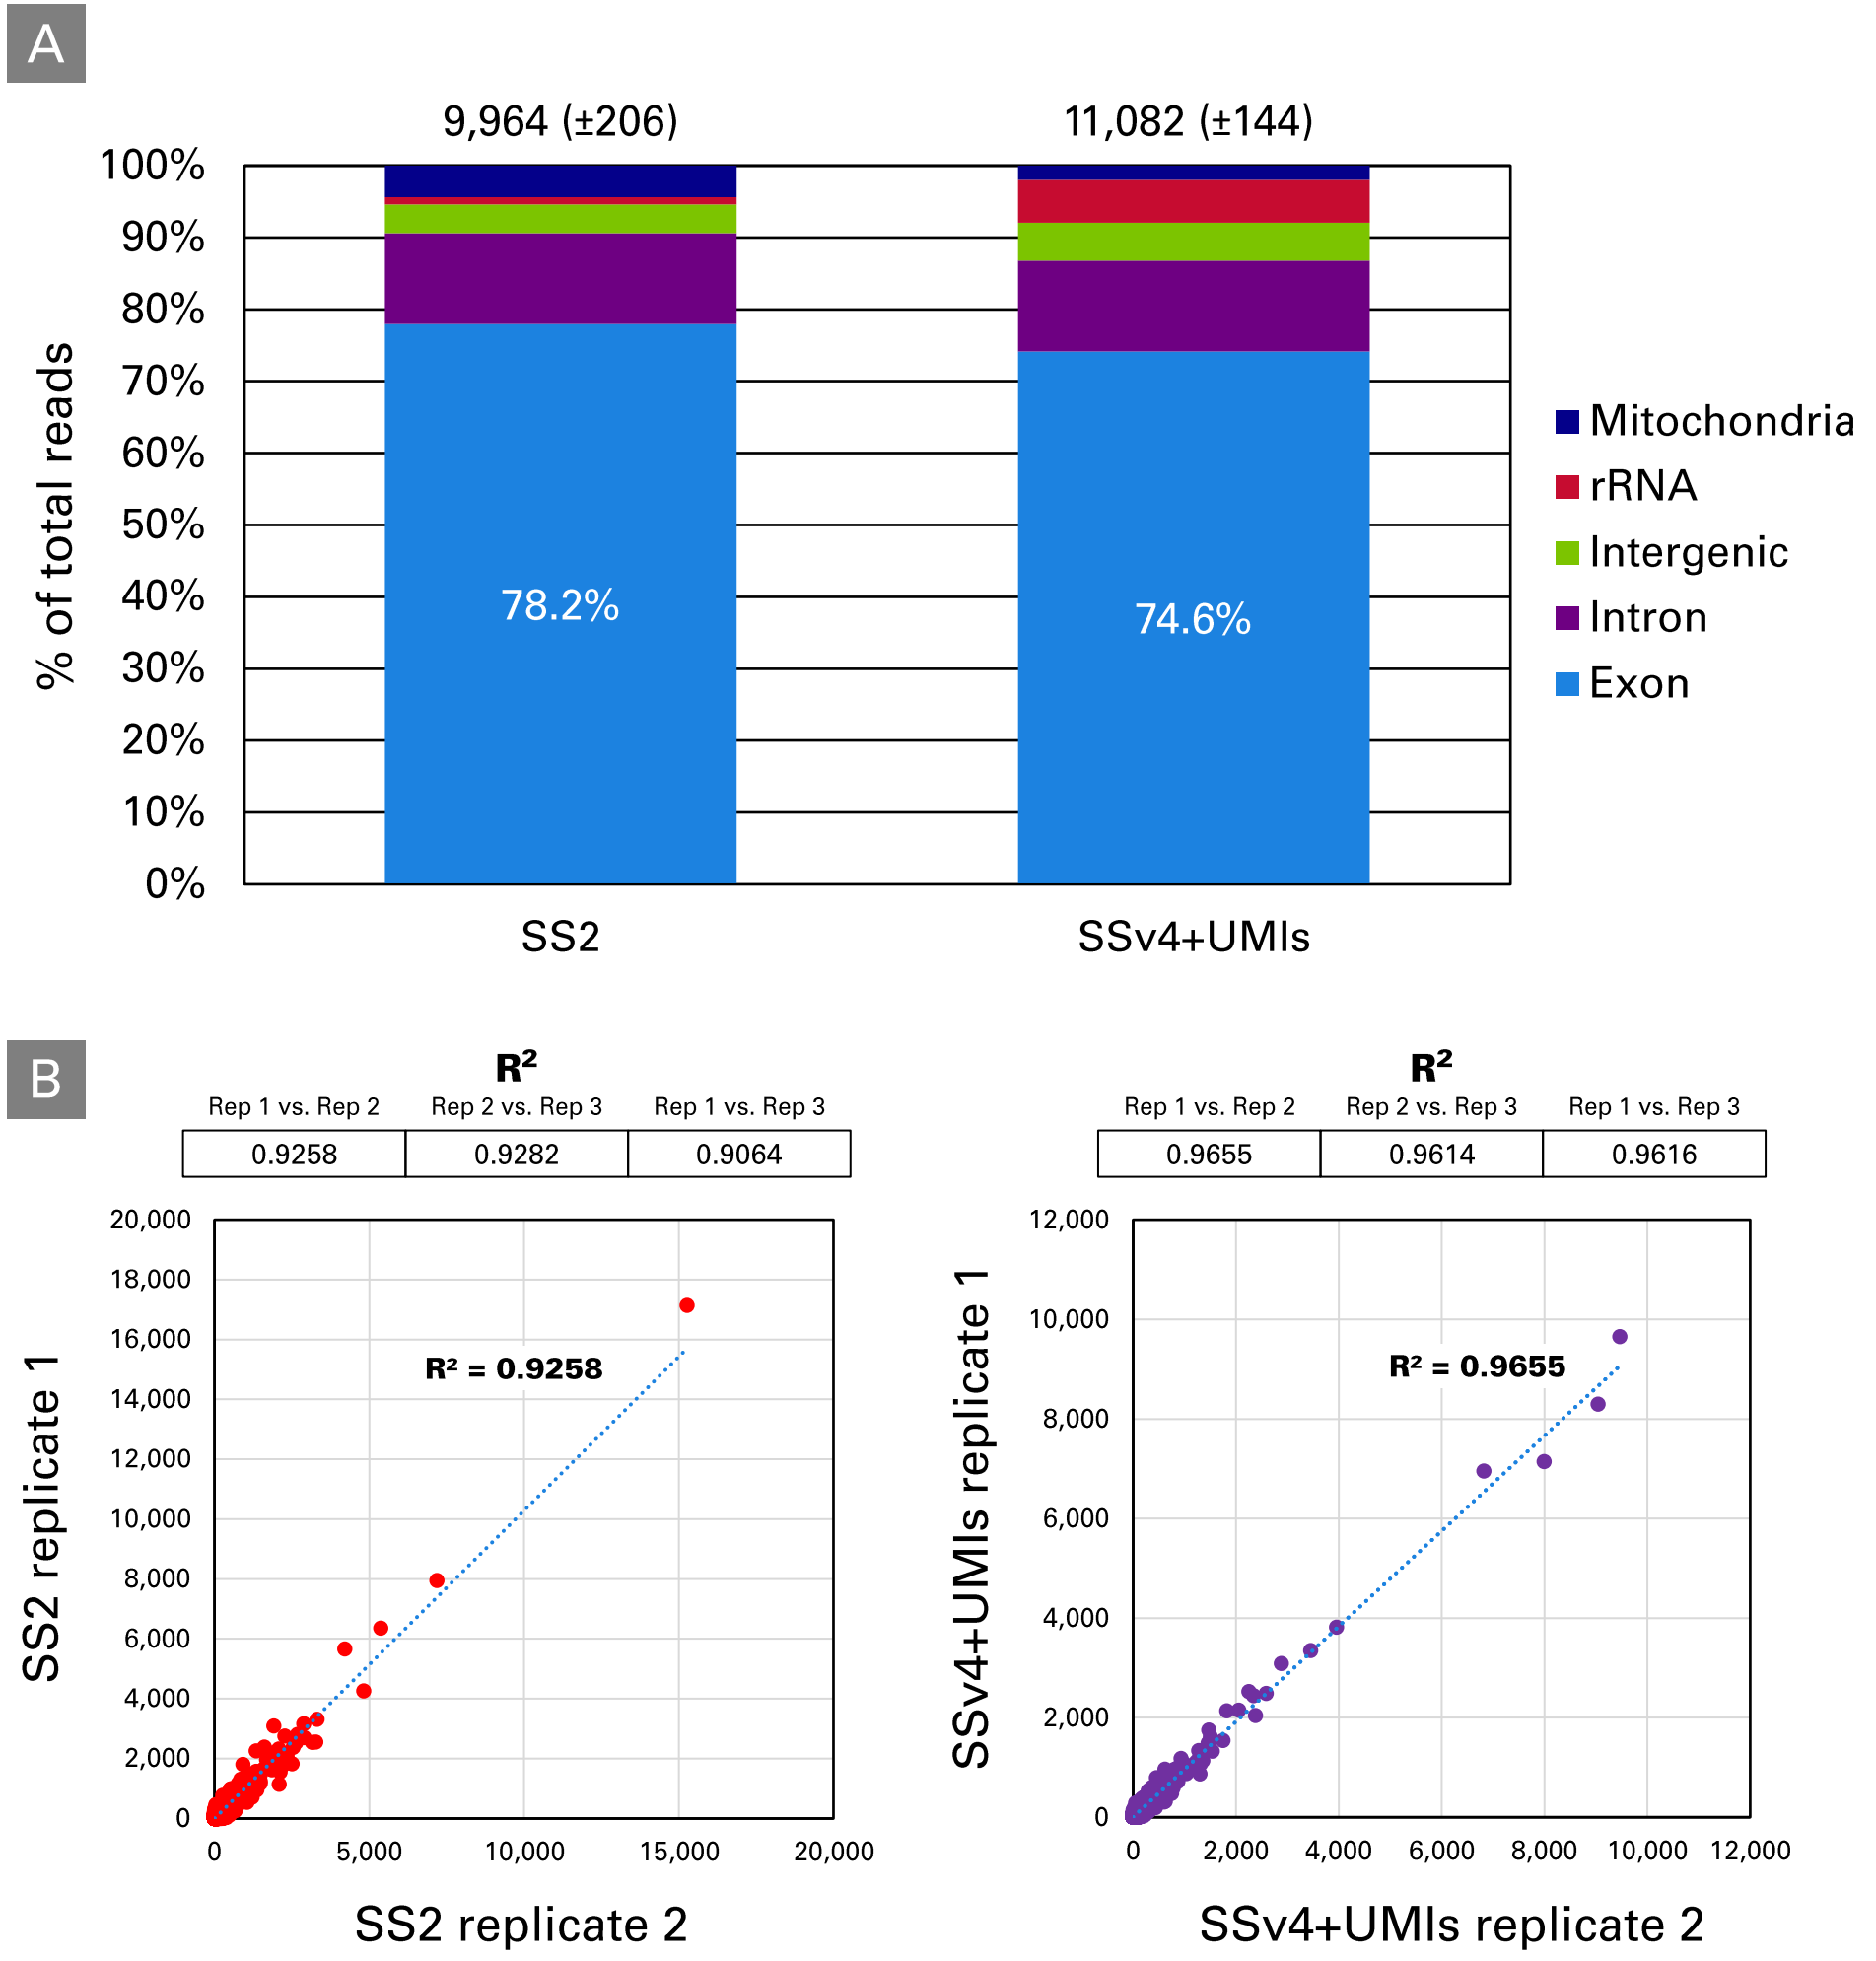 A
9,964 (±206)
11,082 (±144)
100%
90%
80%
70%
60%
50%
40%
30%
20%
10%
0%
% of total reads
78.2%
74.6%
SS2
SSv4+UMIs
Mitochondria
rRNA
Intergenic
Intron
Exon
B
R²
Rep 1 vs. Rep 2 Rep 2 vs. Rep 3 Rep 1 vs. Rep 3
0.9258 0.9282 0.9064
20,000
18,000
16,000
14,000
12,000
10,000
8,000
6,000
4,000
2,000
0
SS2 replicate 1
R² = 0.9258
0 5,000 10,000 15,000 20,000
SS2 replicate 2
R²
Rep 1 vs. Rep 2 Rep 2 vs. Rep 3 Rep 1 vs. Rep 3
0.9655 0.9614 0.9616
12,000
10,000
8,000
6,000
4,000
2,000
0
SSv4+UMIs replicate 1
R² = 0.9655
0 2,000 4,000 6,000 8,000 10,000 12,000
SSv4+UMIs replicate 2